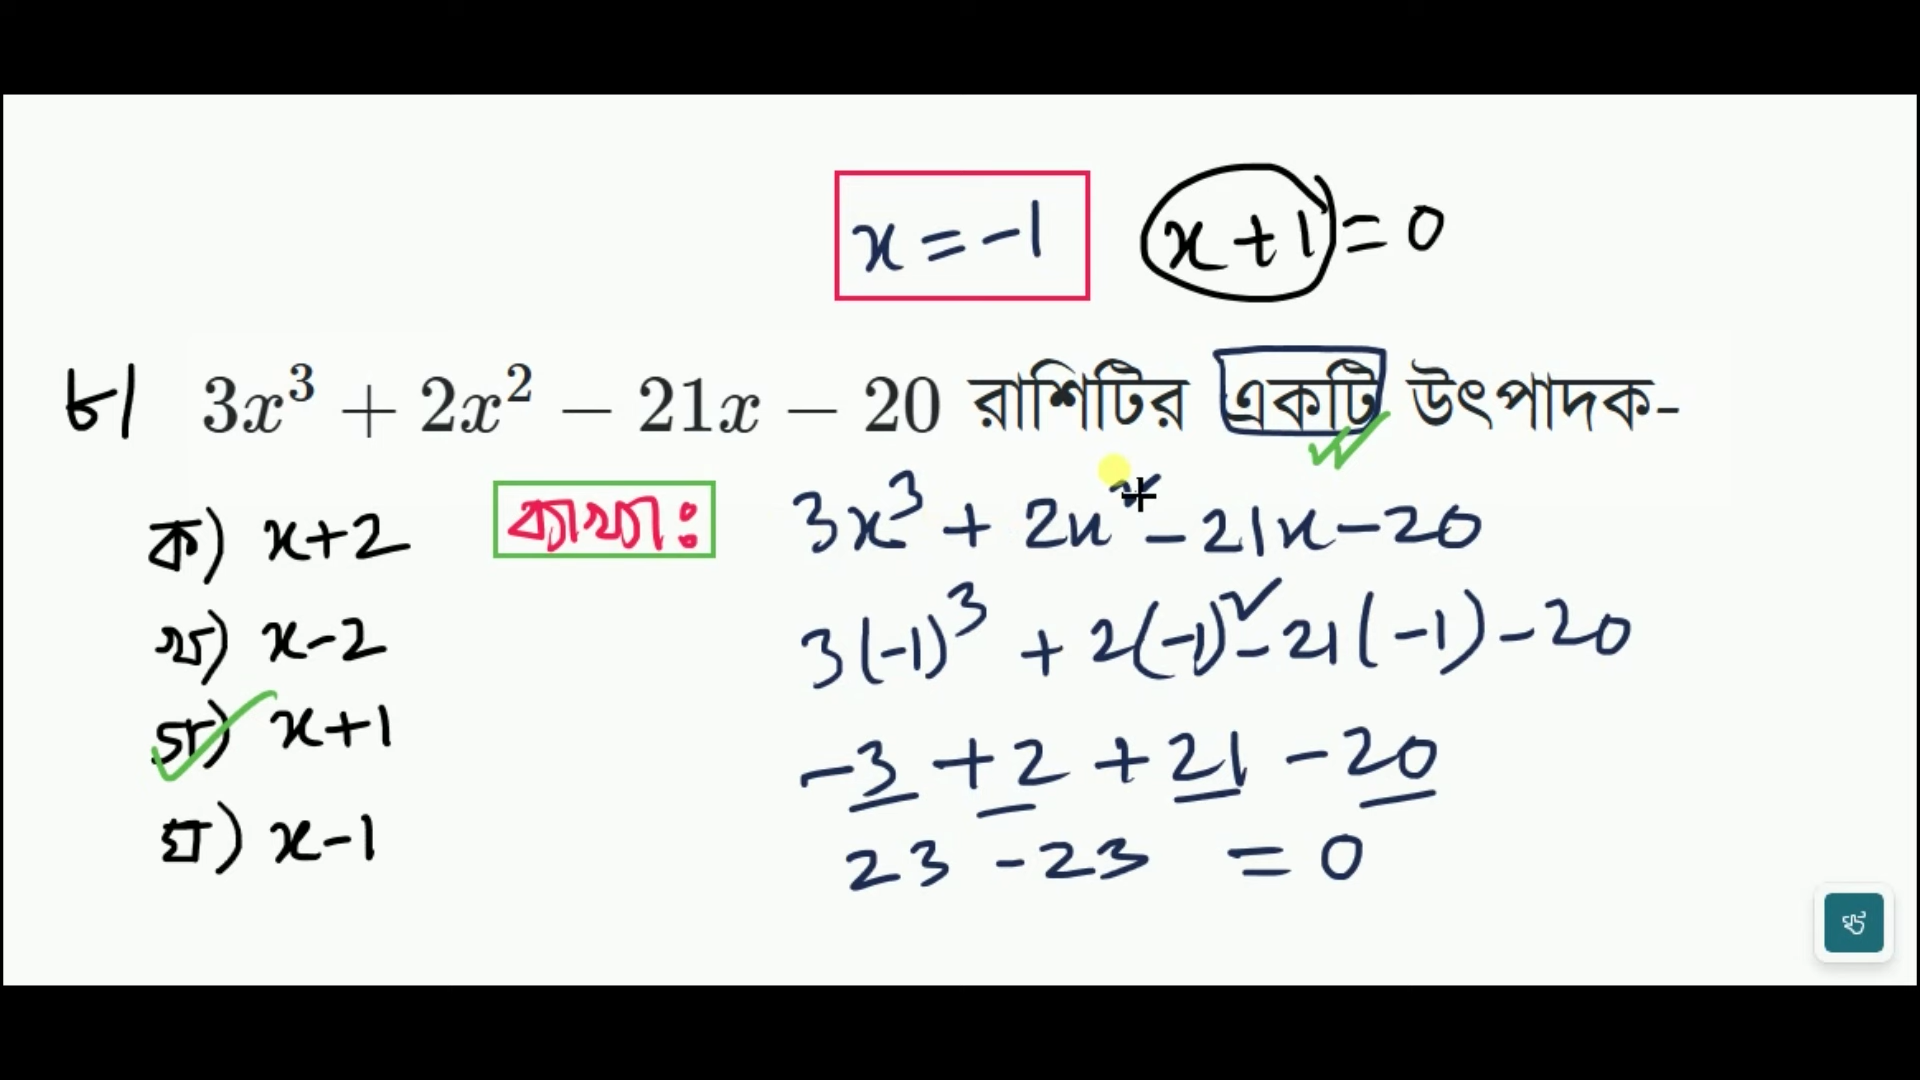 x = -1 x+1 = 0
৮। 3x³ + 2x² − 21x − 20 রাশিটির একটি উৎপাদক-
ক) x+2
খ) x-2
গ) x+1
ঘ) x-1
ব্যাখ্যা:
3x³ + 2x² - 21x - 20
3(-1)³ + 2(-1)² - 21(-1) - 20
-3 + 2 + 21 - 20
23 - 23 = 0